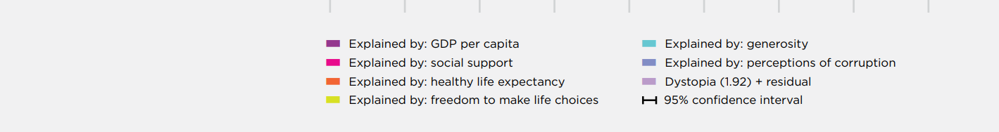 Explained by: GDP per capita
Explained by: social support
Explained by: healthy life expectancy
Explained by: freedom to make life choices
Explained by: generosity
Explained by: perceptions of corruption
Dystopia (1.92) + residual
95% confidence interval